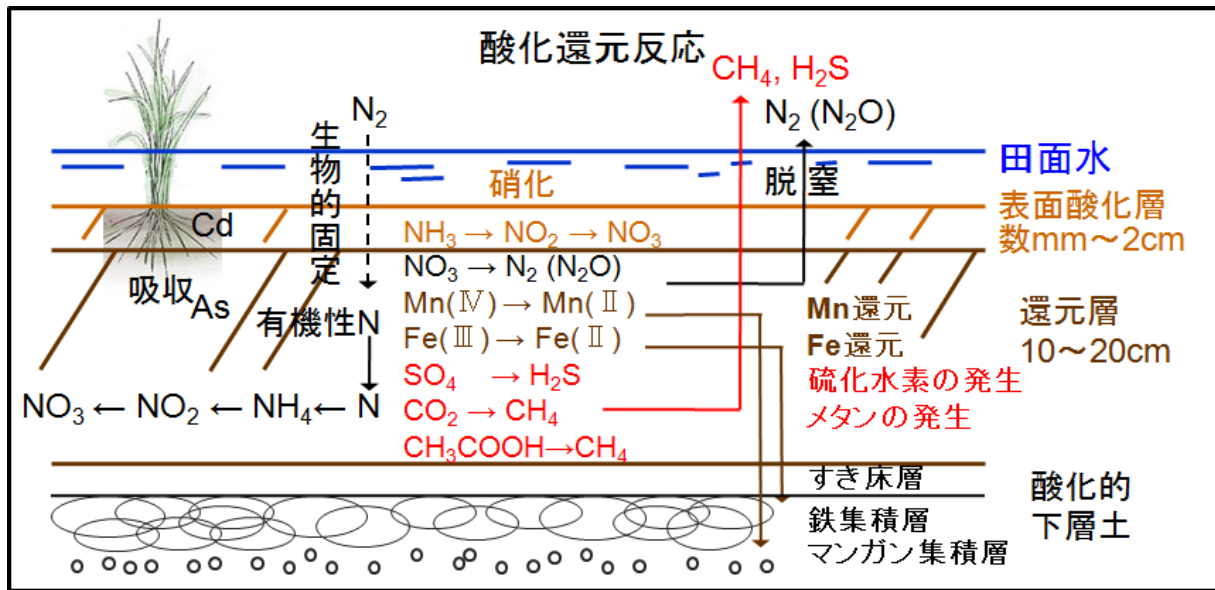 酸化還元反応
CH₄, H₂S
N₂
N₂ (N₂O)
生物的固定
脱窒
田面水
硝化
表面酸化層
数mm～2cm
Cd
NH₃ → NO₂ → NO₃
NO₃ → N₂ (N₂O)
吸収
As
Mn(Ⅳ) → Mn(Ⅱ)
Mn還元
還元層
有機性N
Fe(Ⅲ) → Fe(Ⅱ)
Fe還元
10～20cm
SO₄ → H₂S
硫化水素の発生
NO₃ ← NO₂ ← NH₄ ← N
CO₂ → CH₄
メタンの発生
CH₃COOH→CH₄
すき床層
酸化的
下層土
鉄集積層
マンガン集積層